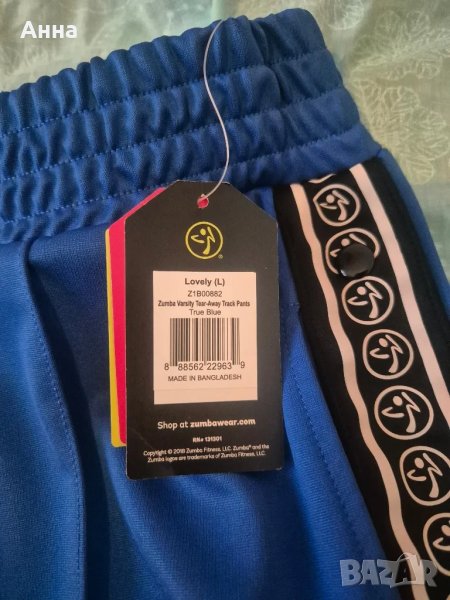 Анна
Lovely (L)
Z1B00882
Zumba Varsity Tear-Away Track Pants
True Blue
8 88562 22963 9
MADE IN BANGLADESH
Shop at zumbawear.com
RN# 131301
Copyright © 2018 Zumba Fitness, LLC. Zumba® and the
Zumba logos are trademarks of Zumba Fitness, LLC.
BAZAR